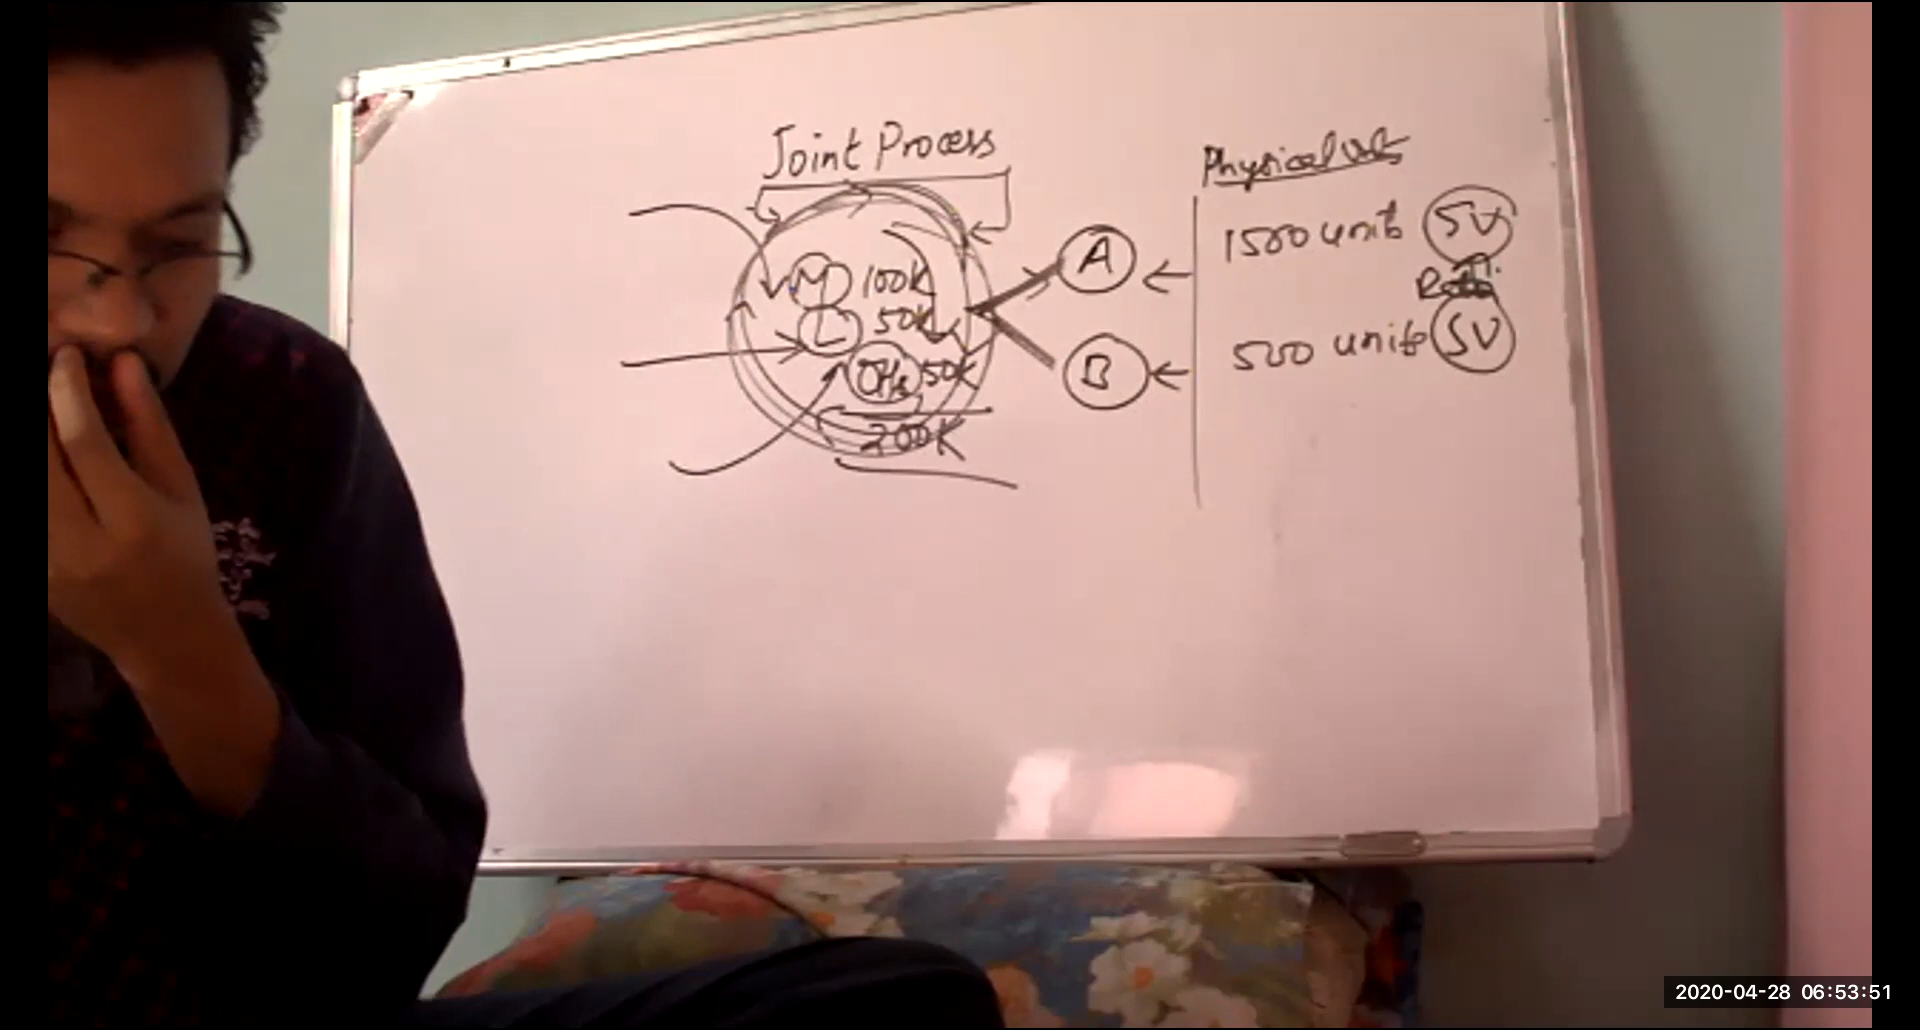 Joint Process
Physical
M 100K
L 50K
OHs 50K
200K
A
B
1500 units SV
500 units SV
2020-04-28 06:53:51